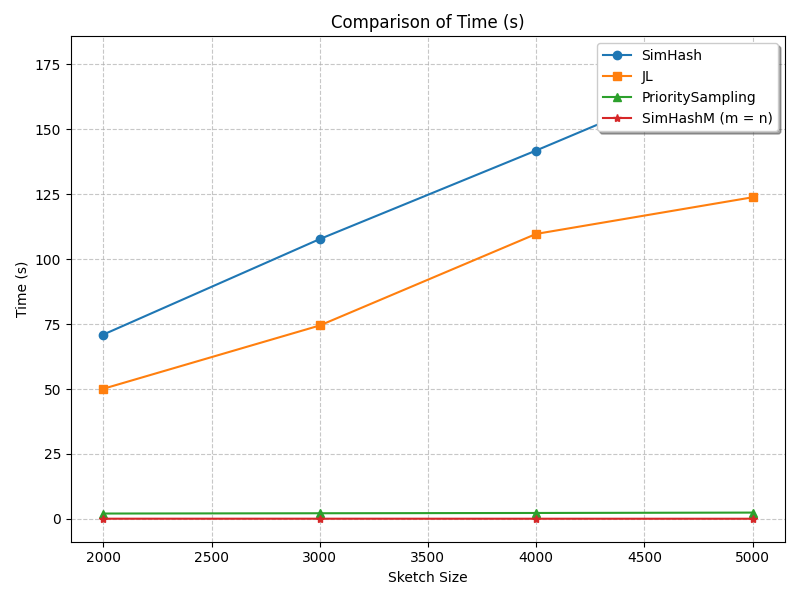 Comparison of Time (s)
SimHash
JL
PrioritySampling
SimHashM (m = n)
Time (s)
175
150
125
100
75
50
25
0
2000
2500
3000
3500
4000
4500
5000
Sketch Size